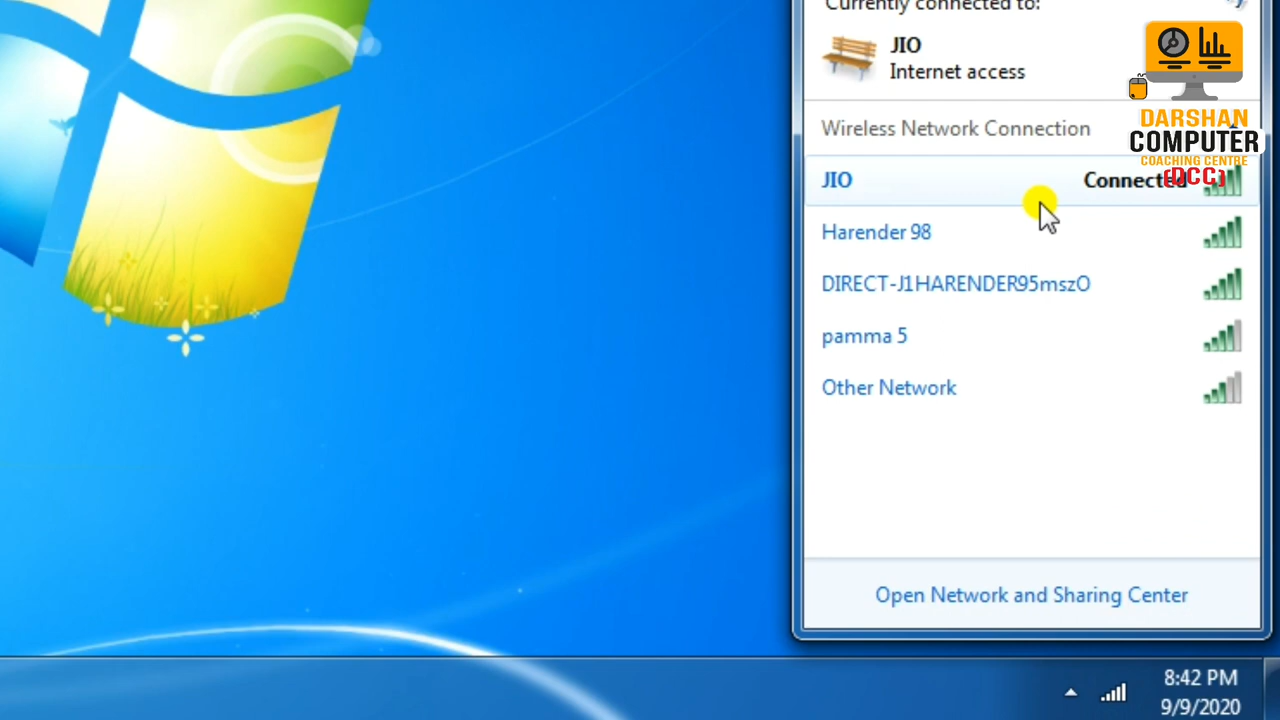 Currently connected to:
JIO
Internet access
Wireless Network Connection
JIO Connected
Harender 98
DIRECT-J1HARENDER95mszO
pamma 5
Other Network
Open Network and Sharing Center
8:42 PM
9/9/2020
DARSHAN
COMPUTER
COACHING CENTRE
(DCC)